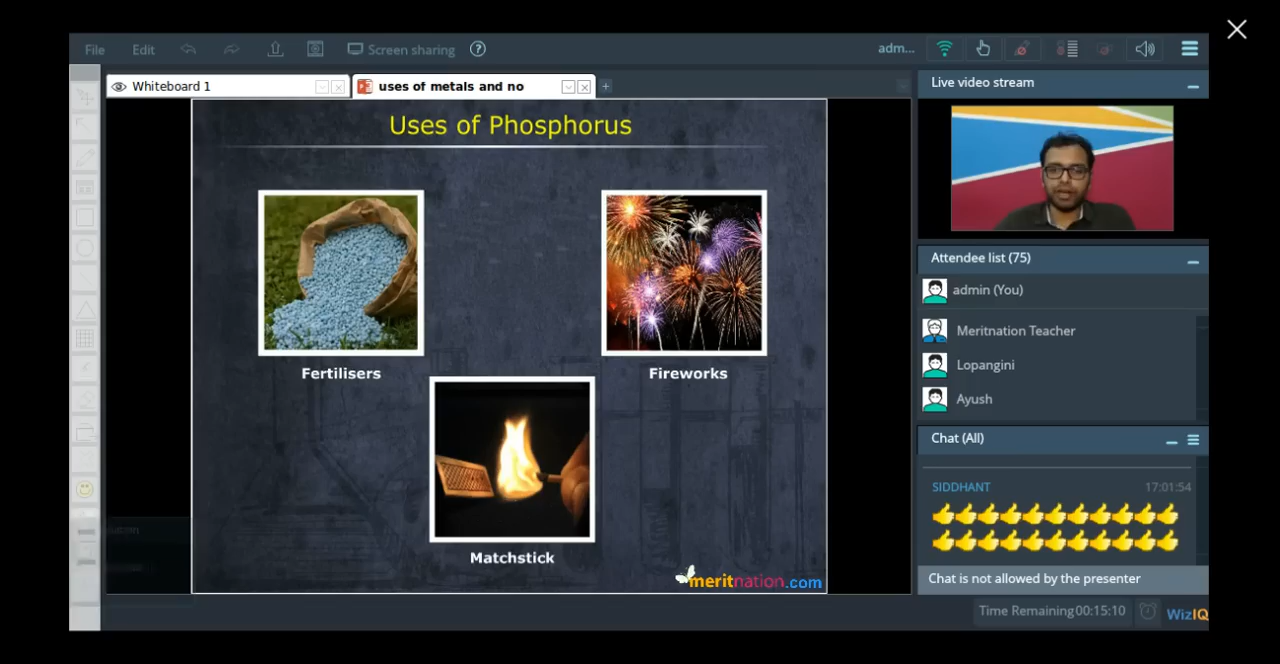 File Edit Screen sharing ? adm...
Whiteboard 1
uses of metals and no
Uses of Phosphorus
Fertilisers
Fireworks
Matchstick
meritnation.com
Live video stream
Attendee list (75)
admin (You)
Meritnation Teacher
Lopangini
Ayush
Chat (All)
SIDDHANT 17:01:54
Chat is not allowed by the presenter
Time Remaining 00:15:10
WizIQ